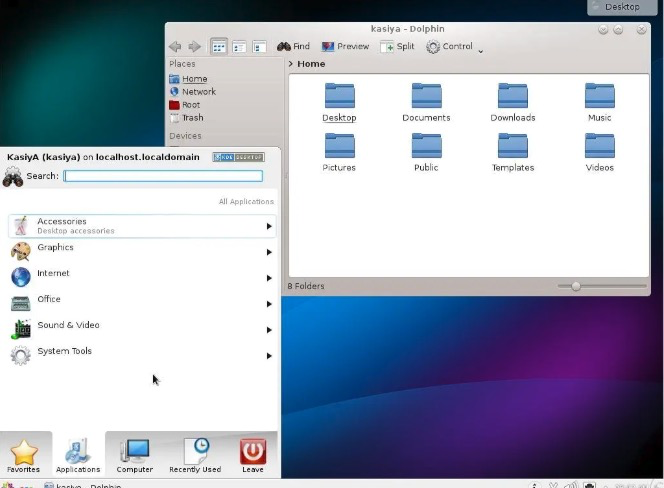 Desktop
kasiya - Dolphin
Find Preview Split Control
Places
Home
Network
Root
Trash
Devices
> Home
Desktop Documents Downloads Music
Pictures Public Templates Videos
8 Folders
KasiyA (kasiya) on localhost.localdomain
KDE DESKTOP
Search:
All Applications
Accessories
Desktop accessories
Graphics
Internet
Office
Sound & Video
System Tools
Favorites Applications Computer Recently Used Leave
kasiya - Dolphin